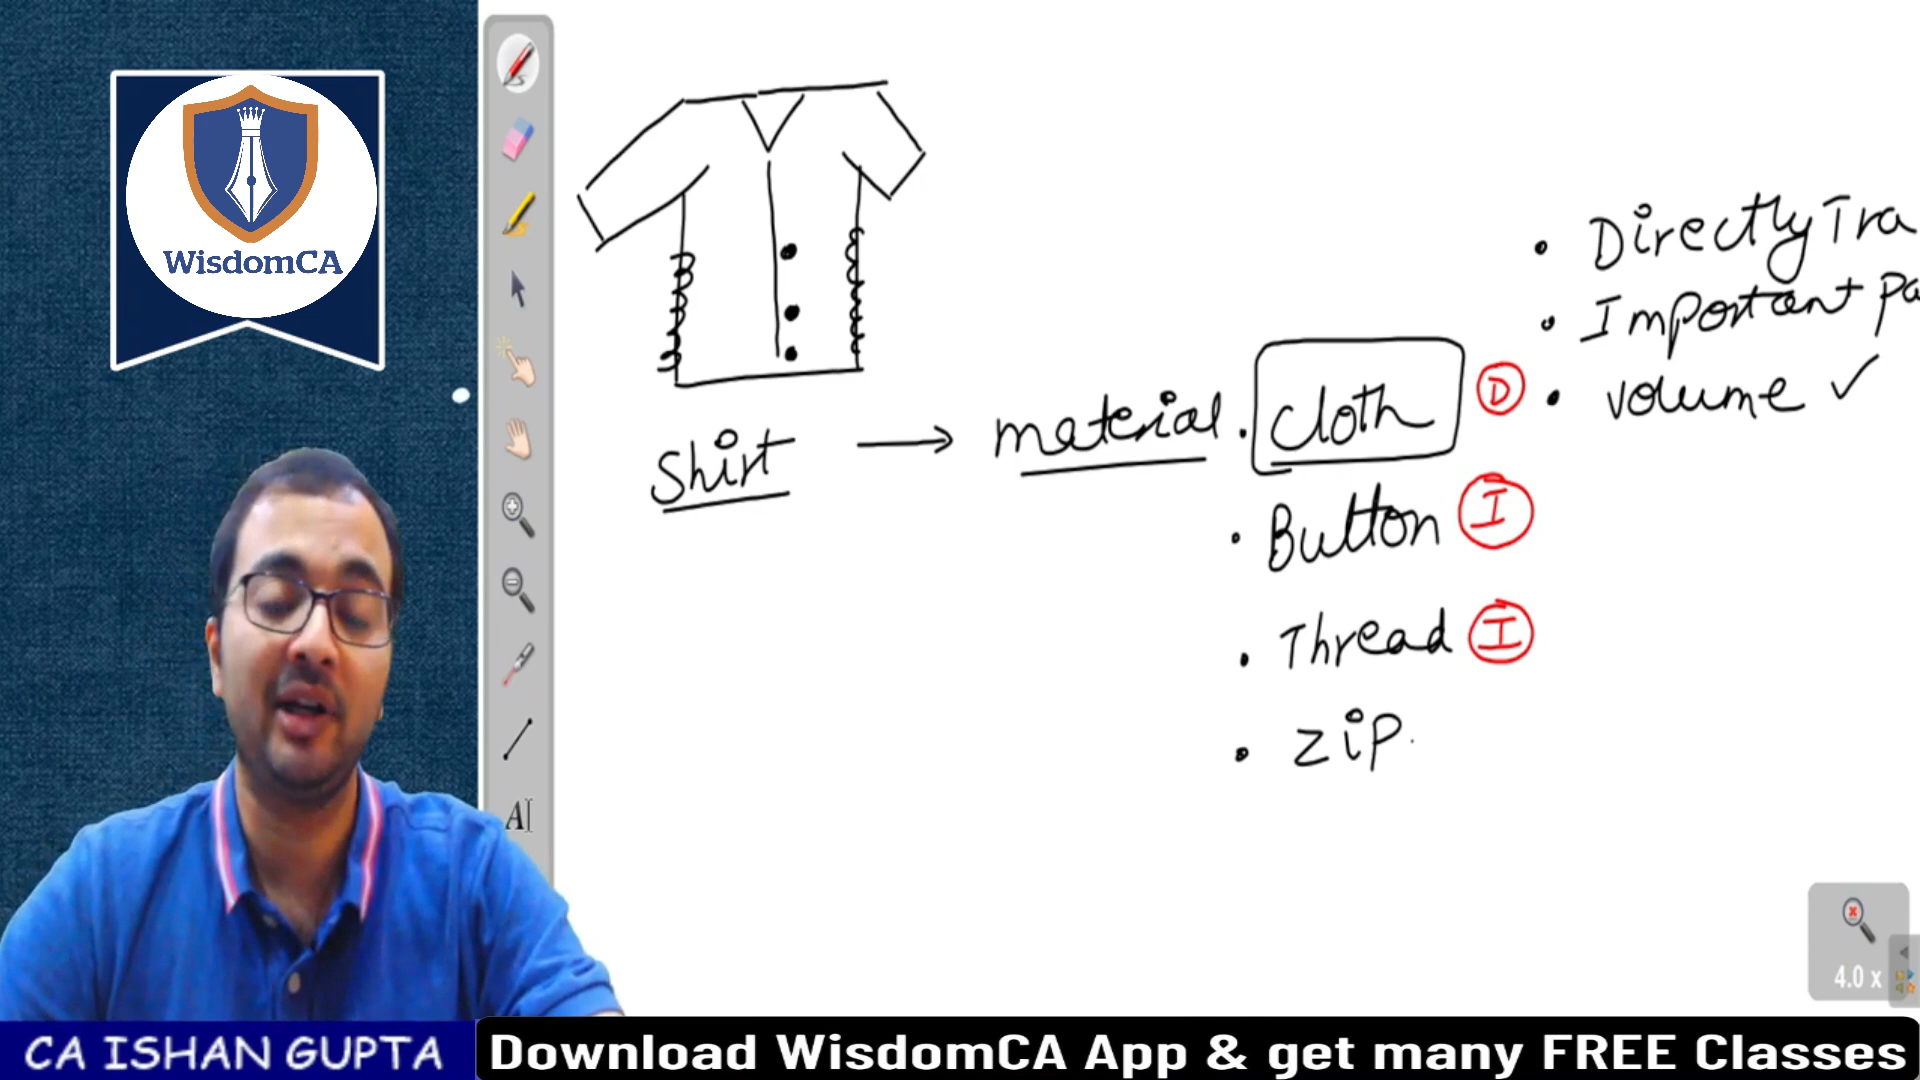 WisdomCA
• Directly Tra
• Important Pa
• volume ✓
Shirt → material • cloth D
• Button I
• Thread I
• zip
A
4.0 x
CA ISHAN GUPTA
Download WisdomCA App & get many FREE Classes